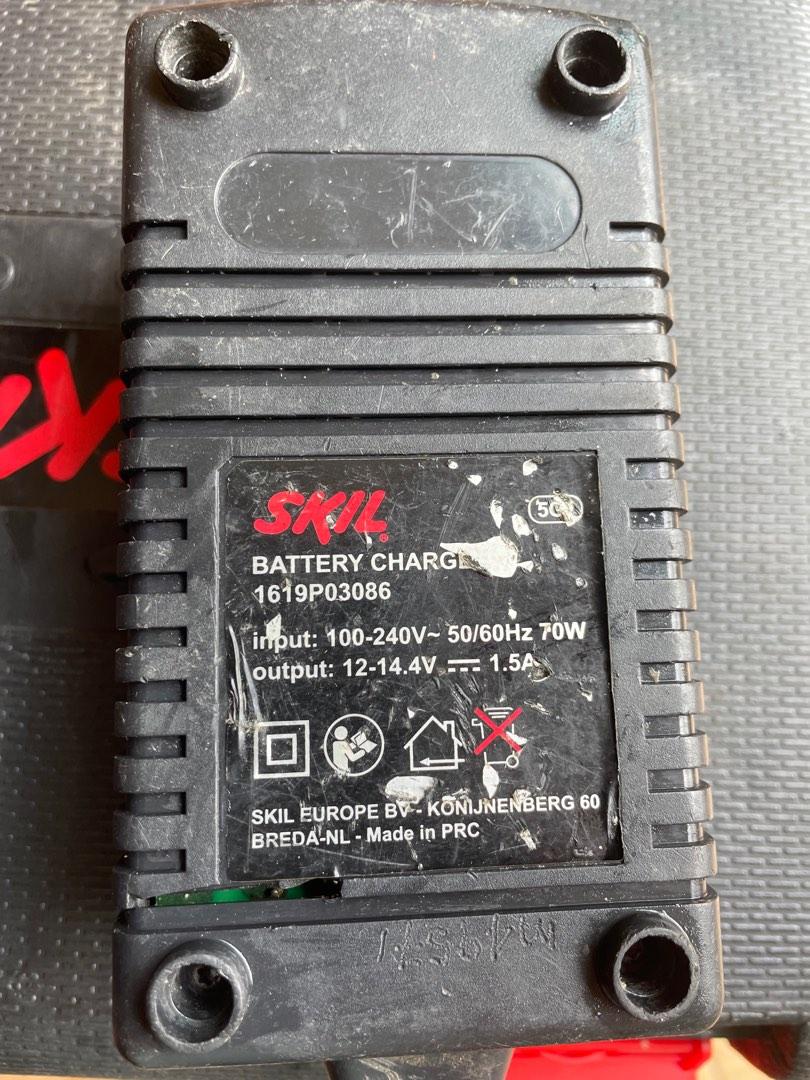 SKIL
BATTERY CHARGE
1619P03086
input: 100-240V~ 50/60Hz 70W
output: 12-14.4V ⎓ 1.5A
SKIL EUROPE BV - KONIJNENBERG 60
BREDA-NL - Made in PRC